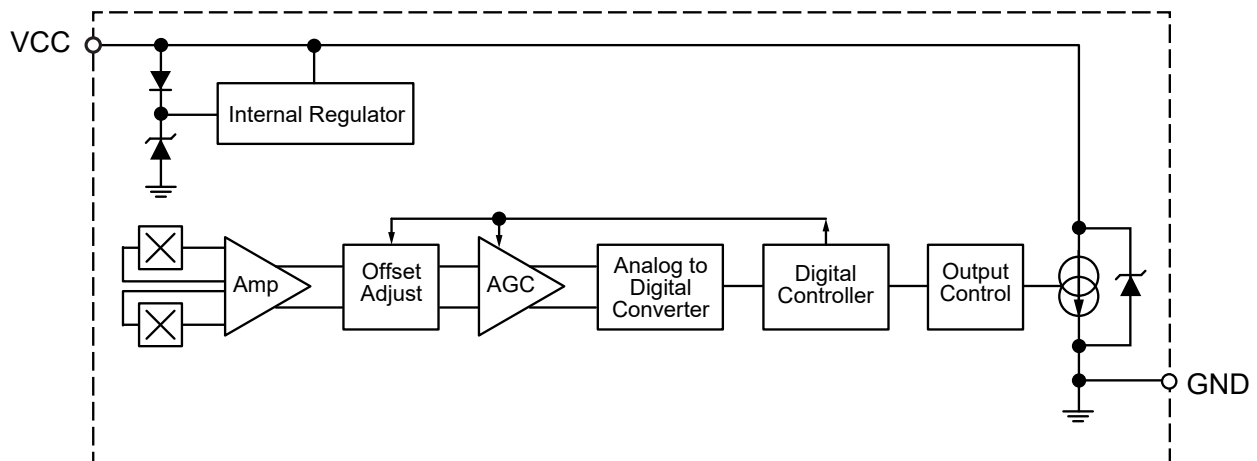 VCC
Internal Regulator
Amp
Offset
Adjust
AGC
Analog to
Digital
Converter
Digital
Controller
Output
Control
GND